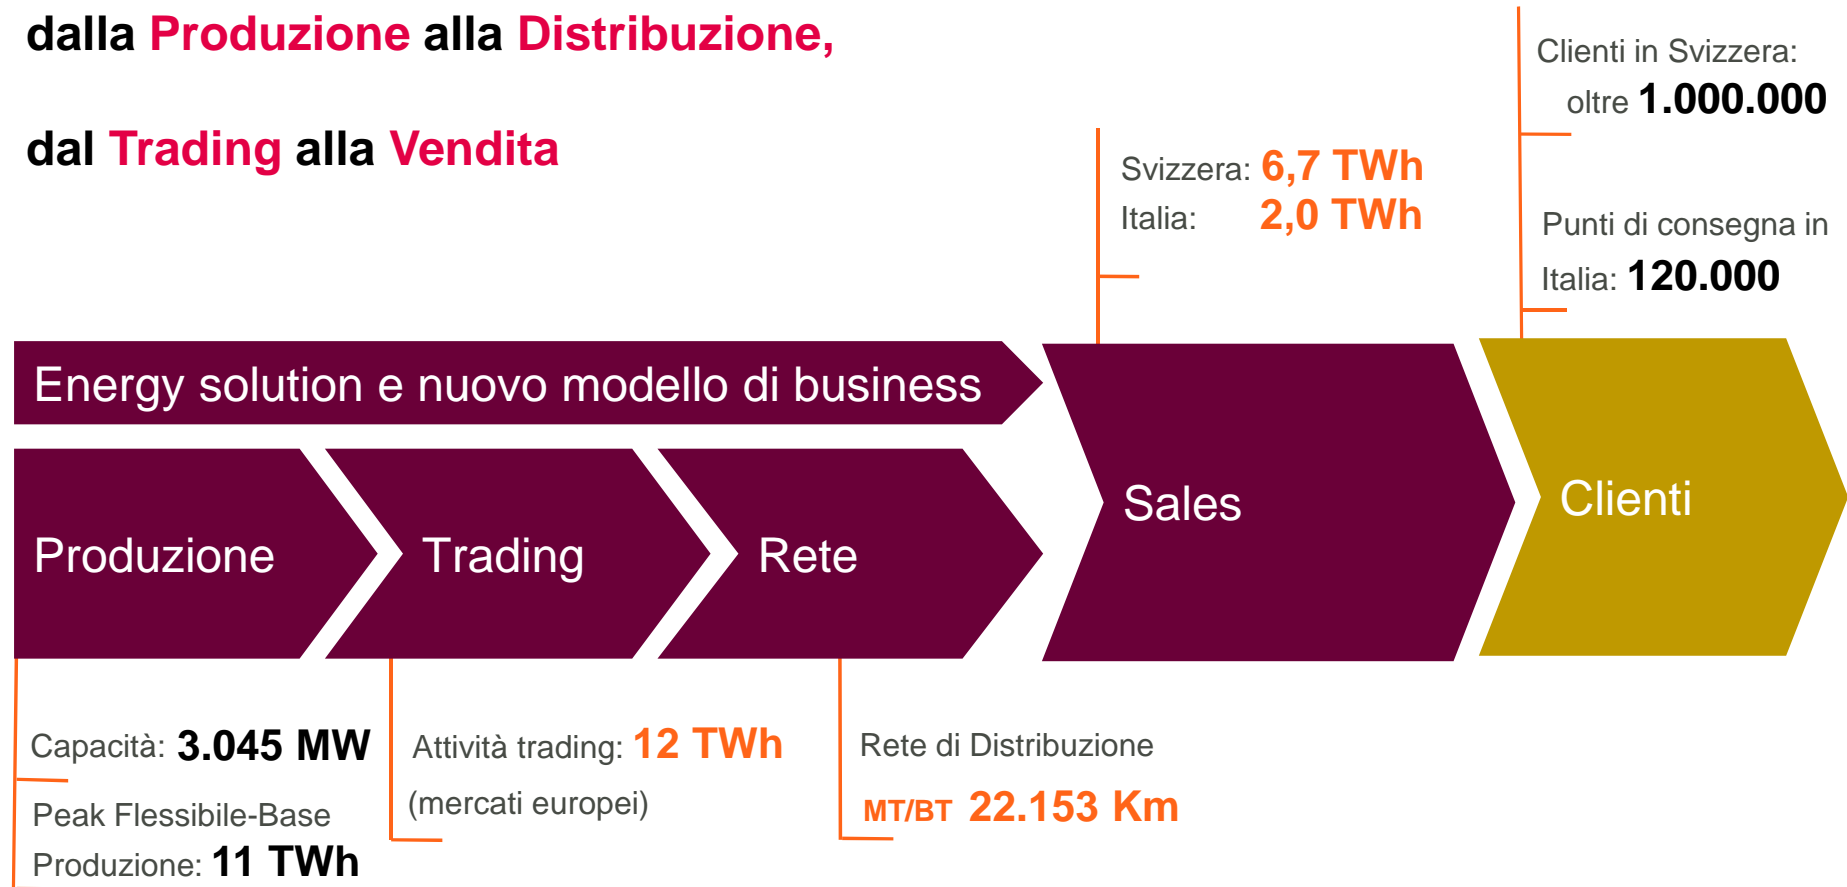 dalla Produzione alla Distribuzione,
dal Trading alla Vendita
Clienti in Svizzera:
oltre 1.000.000
Svizzera: 6,7 TWh
Italia: 2,0 TWh
Punti di consegna in
Italia: 120.000
Energy solution e nuovo modello di business
Produzione
Trading
Rete
Sales
Clienti
Capacità: 3.045 MW
Peak Flessibile-Base
Produzione: 11 TWh
Attività trading: 12 TWh
(mercati europei)
Rete di Distribuzione
MT/BT 22.153 Km